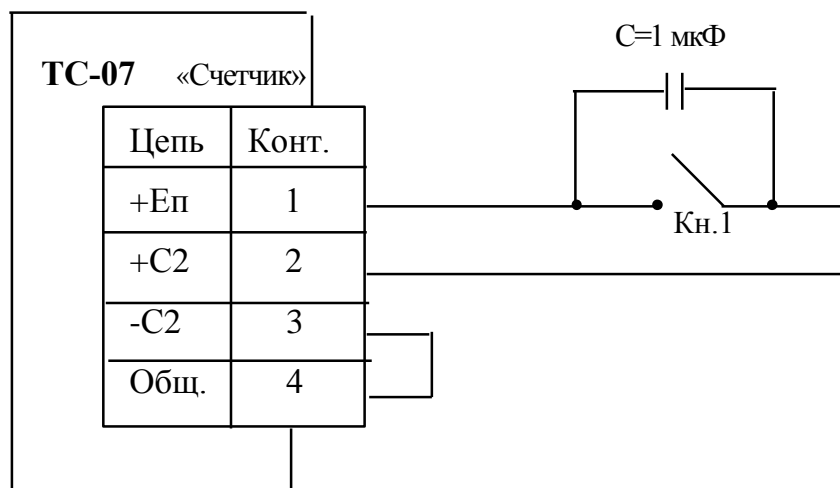 C=1 мкФ
ТС-07 «Счетчик»
Цепь Конт.
+Еп 1
Кн.1
+С2 2
-С2 3
Общ. 4